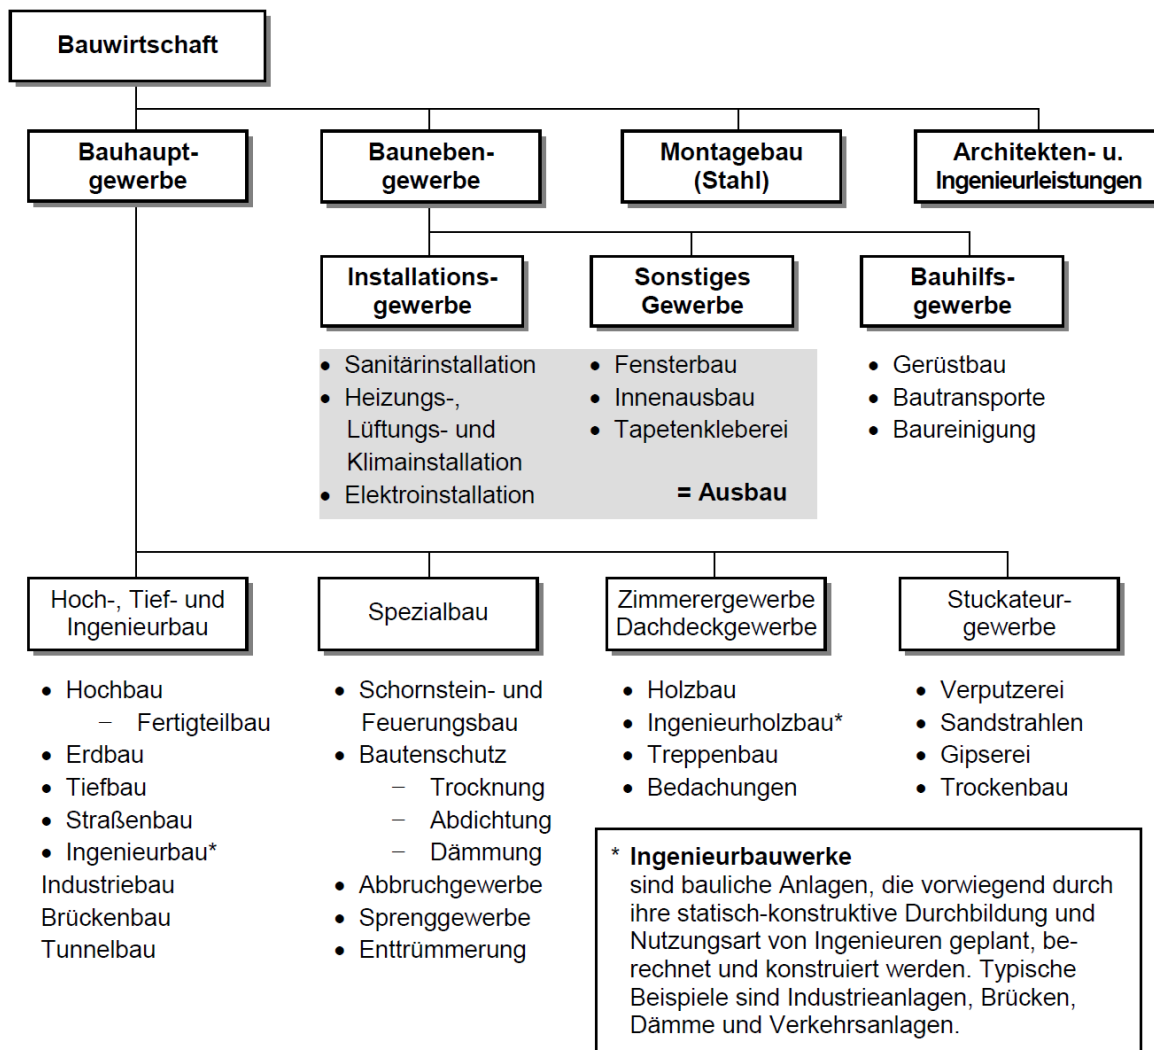 Bauwirtschaft
Bauhaupt-
gewerbe
Bauneben-
gewerbe
Montagebau
(Stahl)
Architekten- u.
Ingenieurleistungen
Installations-
gewerbe
Sonstiges
Gewerbe
Bauhilfs-
gewerbe
• Sanitärinstallation
• Heizungs-,
Lüftungs- und
Klimainstallation
• Elektroinstallation
• Fensterbau
• Innenausbau
• Tapetenkleberei
= Ausbau
• Gerüstbau
• Bautransporte
• Baureinigung
Hoch-, Tief- und
Ingenieurbau
Spezialbau
Zimmerergewerbe
Dachdeckgewerbe
Stuckateur-
gewerbe
• Hochbau
– Fertigteilbau
• Erdbau
• Tiefbau
• Straßenbau
• Ingenieurbau*
Industriebau
Brückenbau
Tunnelbau
• Schornstein- und
Feuerungsbau
• Bautenschutz
– Trocknung
– Abdichtung
– Dämmung
• Abbruchgewerbe
• Sprenggewerbe
• Enttrümmerung
• Holzbau
• Ingenieurholzbau*
• Treppenbau
• Bedachungen
• Verputzerei
• Sandstrahlen
• Gipserei
• Trockenbau
* Ingenieurbauwerke
sind bauliche Anlagen, die vorwiegend durch
ihre statisch-konstruktive Durchbildung und
Nutzungsart von Ingenieuren geplant, be-
rechnet und konstruiert werden. Typische
Beispiele sind Industrieanlagen, Brücken,
Dämme und Verkehrsanlagen.